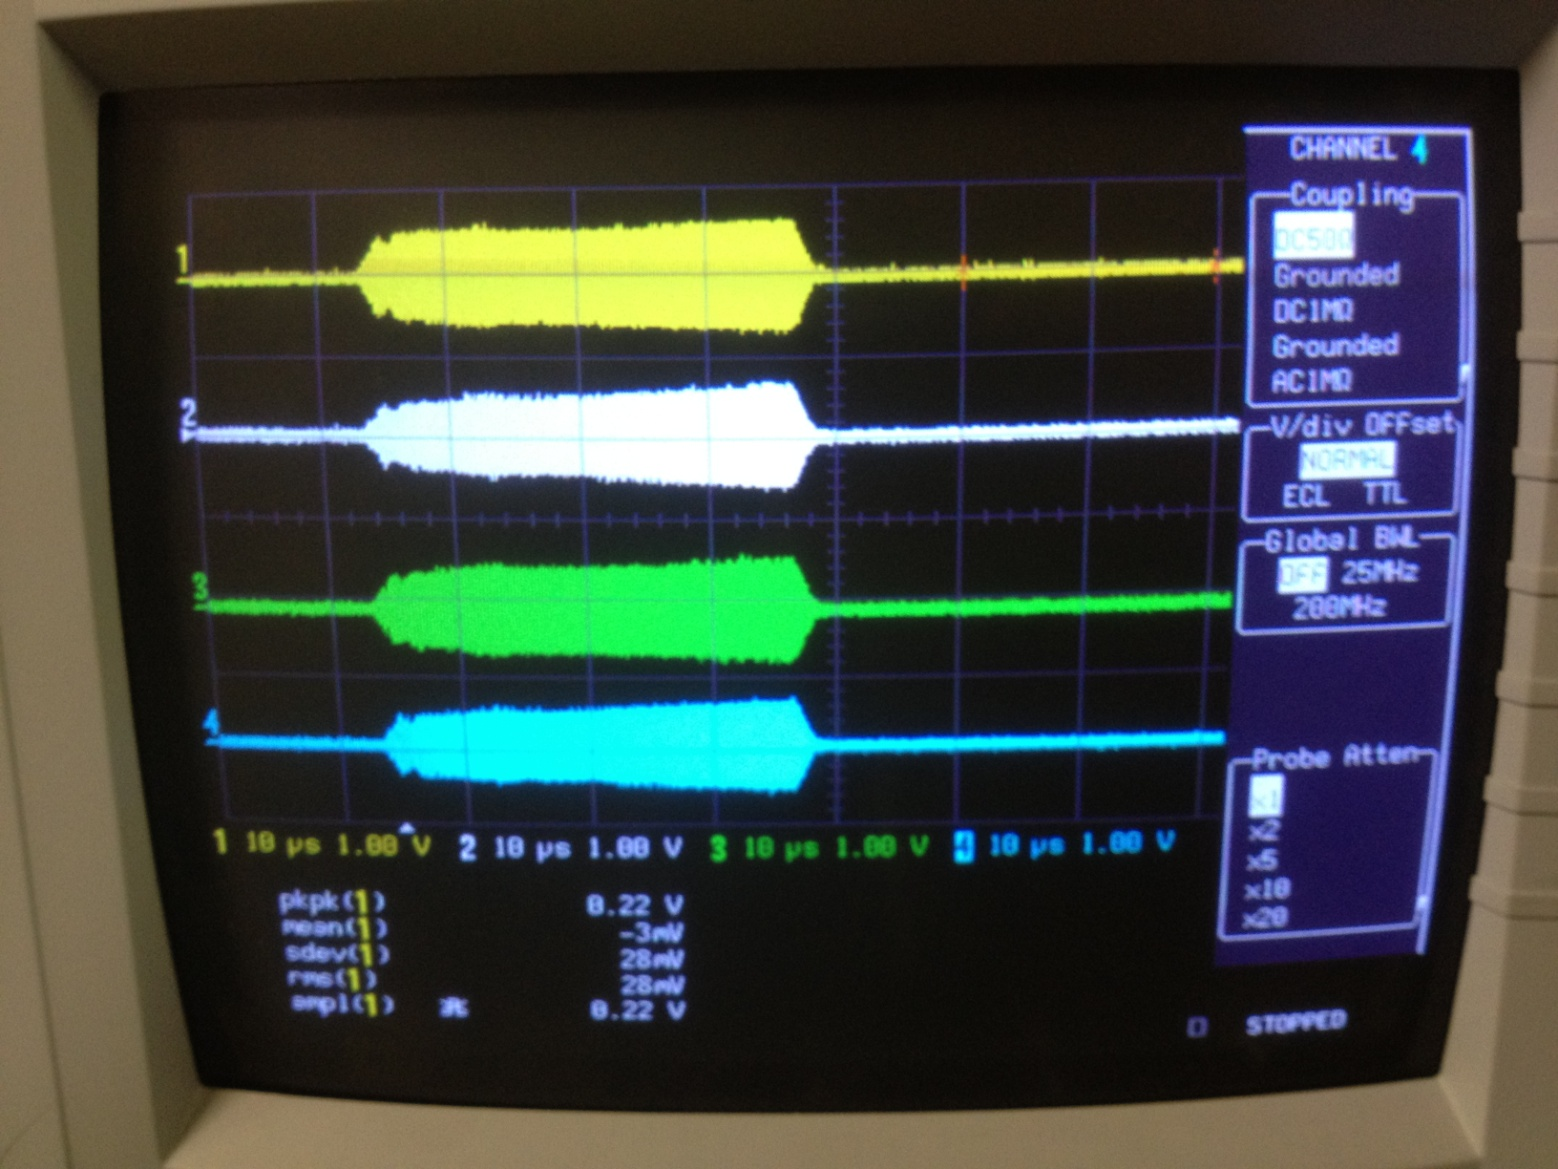 CHANNEL 4
Coupling
DC50Ω
Grounded
DC1MΩ
Grounded
AC1MΩ
V/div OFFset
NORMAL
ECL TTL
Global BWL
OFF 25MHz
200MHz
Probe Atten
x1
x2
x5
x10
x20
1
2
3
4
1 10 µs 1.00 V 2 10 µs 1.00 V 3 10 µs 1.00 V 4 10 µs 1.00 V
pkpk(1) 0.22 V
mean(1) -3mV
sdev(1) 28mV
rms(1) 28mV
ampl(1) 0.22 V
STOPPED